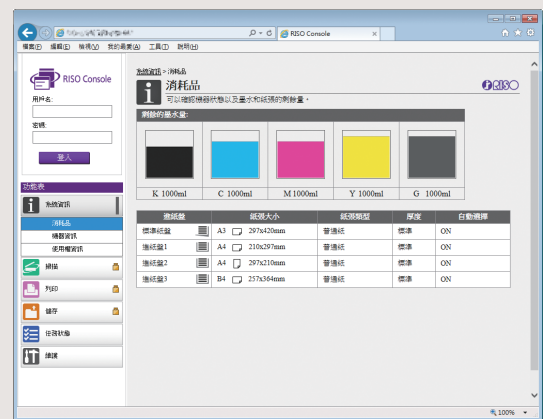 RISO Console
檔案(F) 編輯(E) 檢視(V) 我的最愛(A) 工具(T) 說明(H)
RISO Console
用戶名:
密碼:
登入
功能表
系統資訊
消耗品
機器資訊
使用權資訊
掃描
列印
儲存
任務狀態
維護
系統資訊 > 消耗品
消耗品
可以確認機器狀態以及墨水和紙張的剩餘量。
RISO
剩餘的墨水量:
K 1000ml C 1000ml M 1000ml Y 1000ml G 1000ml
進紙盤 紙張大小 紙張類型 厚度 自動選擇
標準紙盤 A3 297x420mm 普通紙 標準 ON
進紙盤1 A4 210x297mm 普通紙 標準 ON
進紙盤2 A4 297x210mm 普通紙 標準 ON
進紙盤3 B4 257x364mm 普通紙 標準 ON
100%